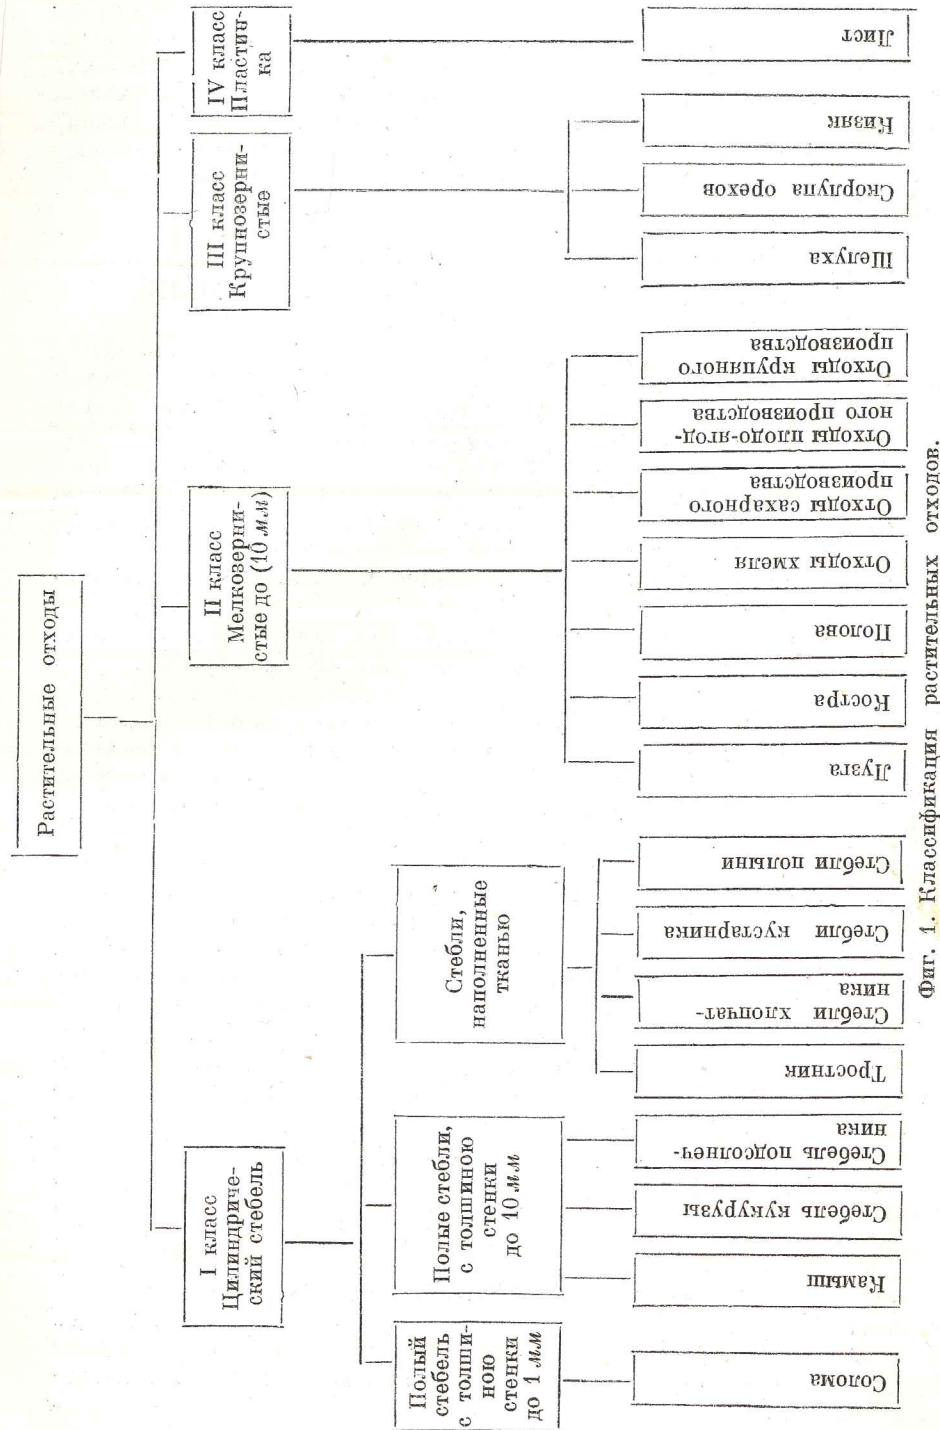 Растительные отходы
I класс
Цилиндриче-
ский стебель
II класс
Мелкозерни-
стые до (10 мм)
III класс
Крупнозерни-
стые
IV класс
Пластин-
ка
Полый
стебель
с толщи-
ною
стенки
до 1 мм
Полые стебли,
с толщиною
стенки
до 10 мм
Стебли,
наполненные
тканью
Солома
Камыш
Стебель кукурузы
Стебель подсолнеч-
ника
Тростник
Стебли хлопчат-
ника
Стебли кустарника
Стебли полыни
Лузга
Костра
Полова
Отходы хмеля
Отходы сахарного
производства
Отходы плодо-ягод-
ного производства
Отходы крупяного
производства
Шелуха
Скорлупа орехов
Кизяк
Лист
Фиг. 1. Классификация растительных отходов.